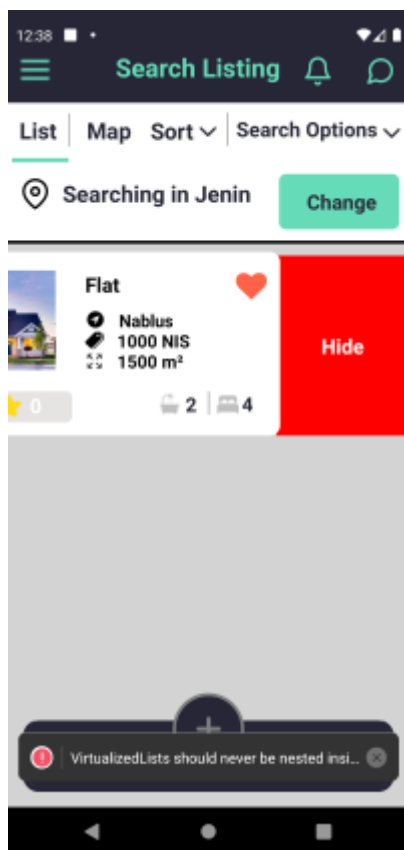 12:38
Search Listing
List Map Sort Search Options
Searching in Jenin Change
Flat
Nablus
1000 NIS
1500 m²
Hide
0 2 4
VirtualizedLists should never be nested insi...